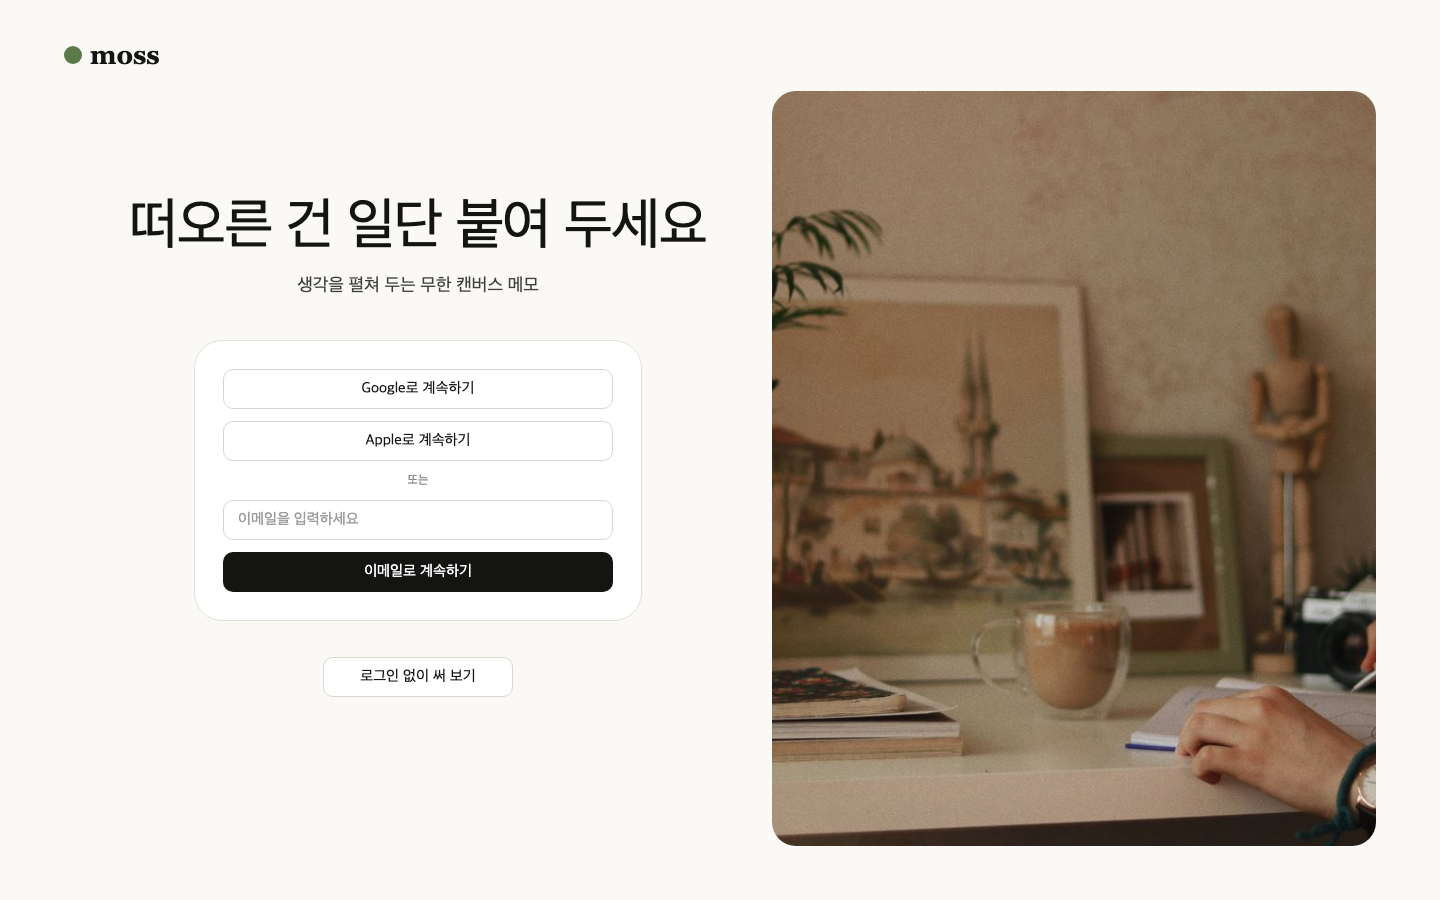 moss
떠오른 건 일단 붙여 두세요
생각을 펼쳐 두는 무한 캔버스 메모
Google로 계속하기
Apple로 계속하기
또는
이메일을 입력하세요
이메일로 계속하기
로그인 없이 써 보기